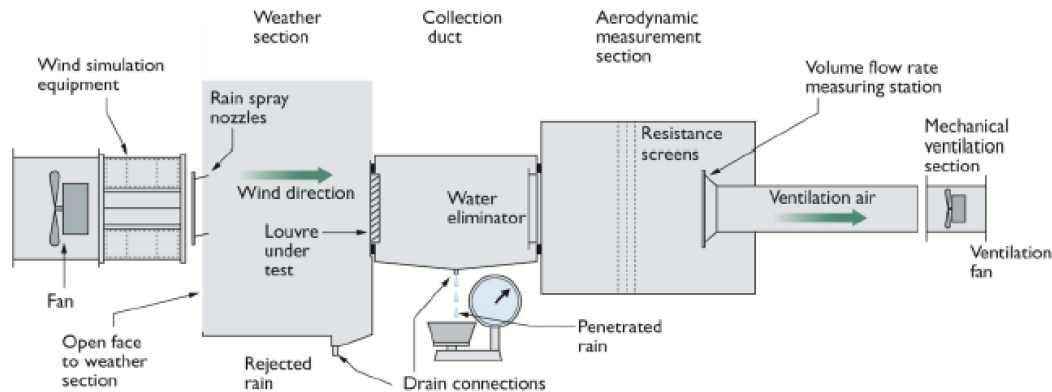 Weather
section
Collection
duct
Aerodynamic
measurement
section
Wind simulation
equipment
Rain spray
nozzles
Volume flow rate
measuring station
Mechanical
ventilation
section
Resistance
screens
Wind direction
Water
eliminator
Ventilation air
Louvre
under
test
Ventilation
fan
Fan
Open face
to weather
section
Penetrated
rain
Rejected
rain
Drain connections